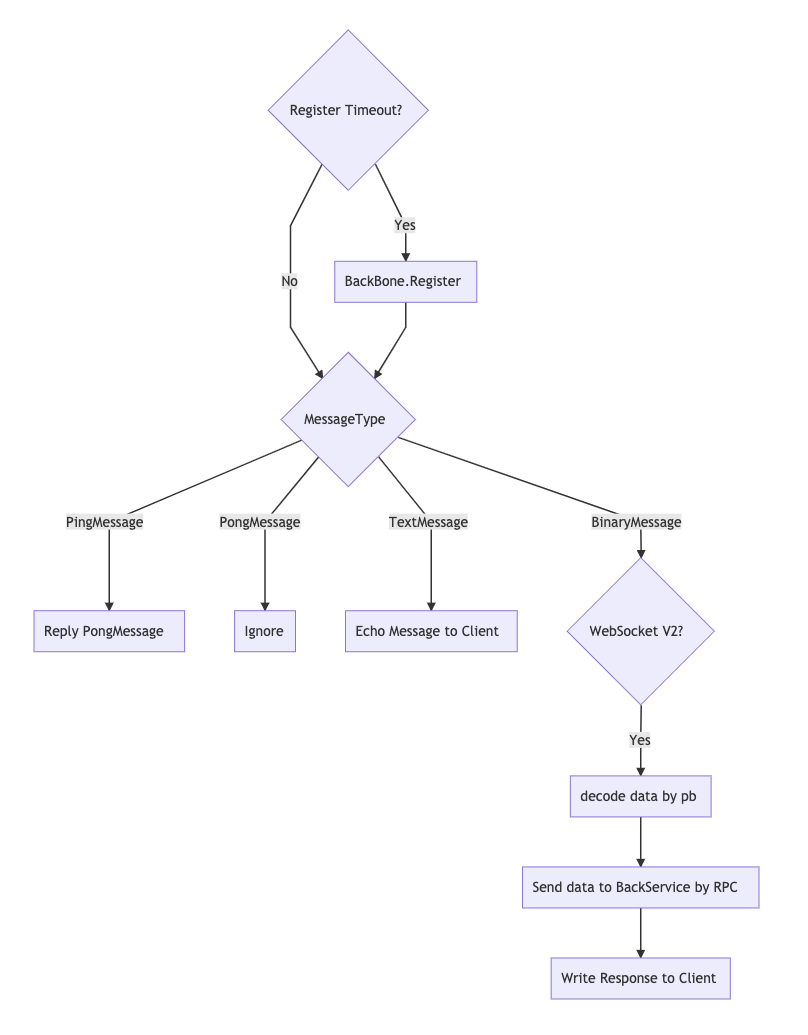 Register Timeout?
Yes
No
BackBone.Register
MessageType
PingMessage
PongMessage
TextMessage
BinaryMessage
Reply PongMessage
Ignore
Echo Message to Client
WebSocket V2?
Yes
decode data by pb
Send data to BackService by RPC
Write Response to Client